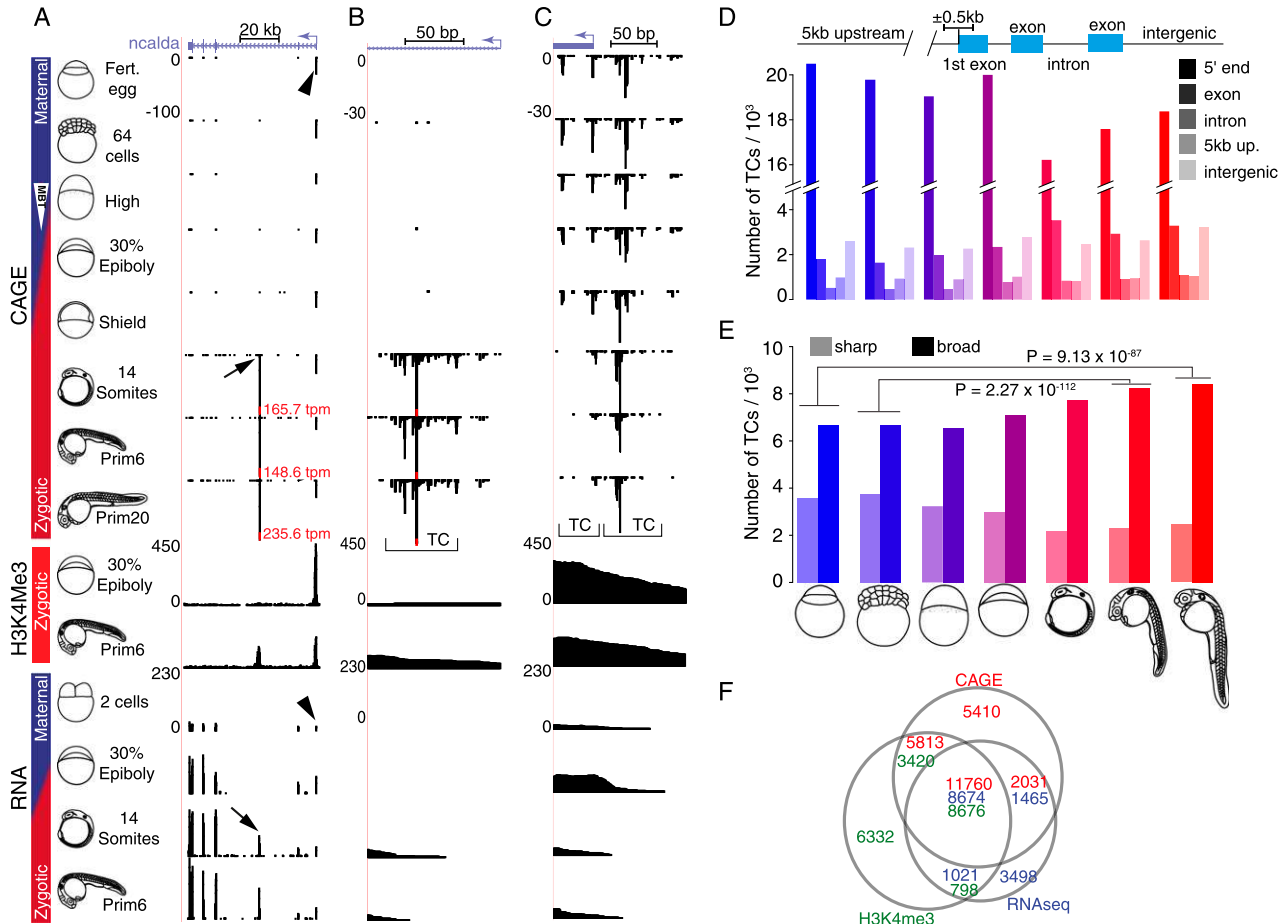 A
B
C
D
ncalda
20 kb
50 bp
50 bp
5kb upstream
±0.5kb
exon
exon
intergenic
1st exon
intron
CAGE
Maternal
MBT
Zygotic
Fert.
egg
64
cells
High
30%
Epiboly
Shield
14
Somites
Prim6
Prim20
0
-100
165.7 tpm
148.6 tpm
235.6 tpm
0
-30
TC
0
-30
TC
TC
H3K4Me3
Zygotic
30%
Epiboly
Prim6
450
0
230
450
0
230
450
0
230
RNA
Maternal
Zygotic
2 cells
30%
Epiboly
14
Somites
Prim6
0
0
0
Number of TCs / 10³
20
18
16
4
2
0
5' end
exon
intron
5kb up.
intergenic
E
sharp
broad
P = 9.13 x 10⁻⁸⁷
P = 2.27 x 10⁻¹¹²
Number of TCs / 10³
10
8
6
4
2
0
F
CAGE
5410
5813
3420
11760
8674
8676
2031
1465
6332
1021
798
3498
RNAseq
H3K4me3